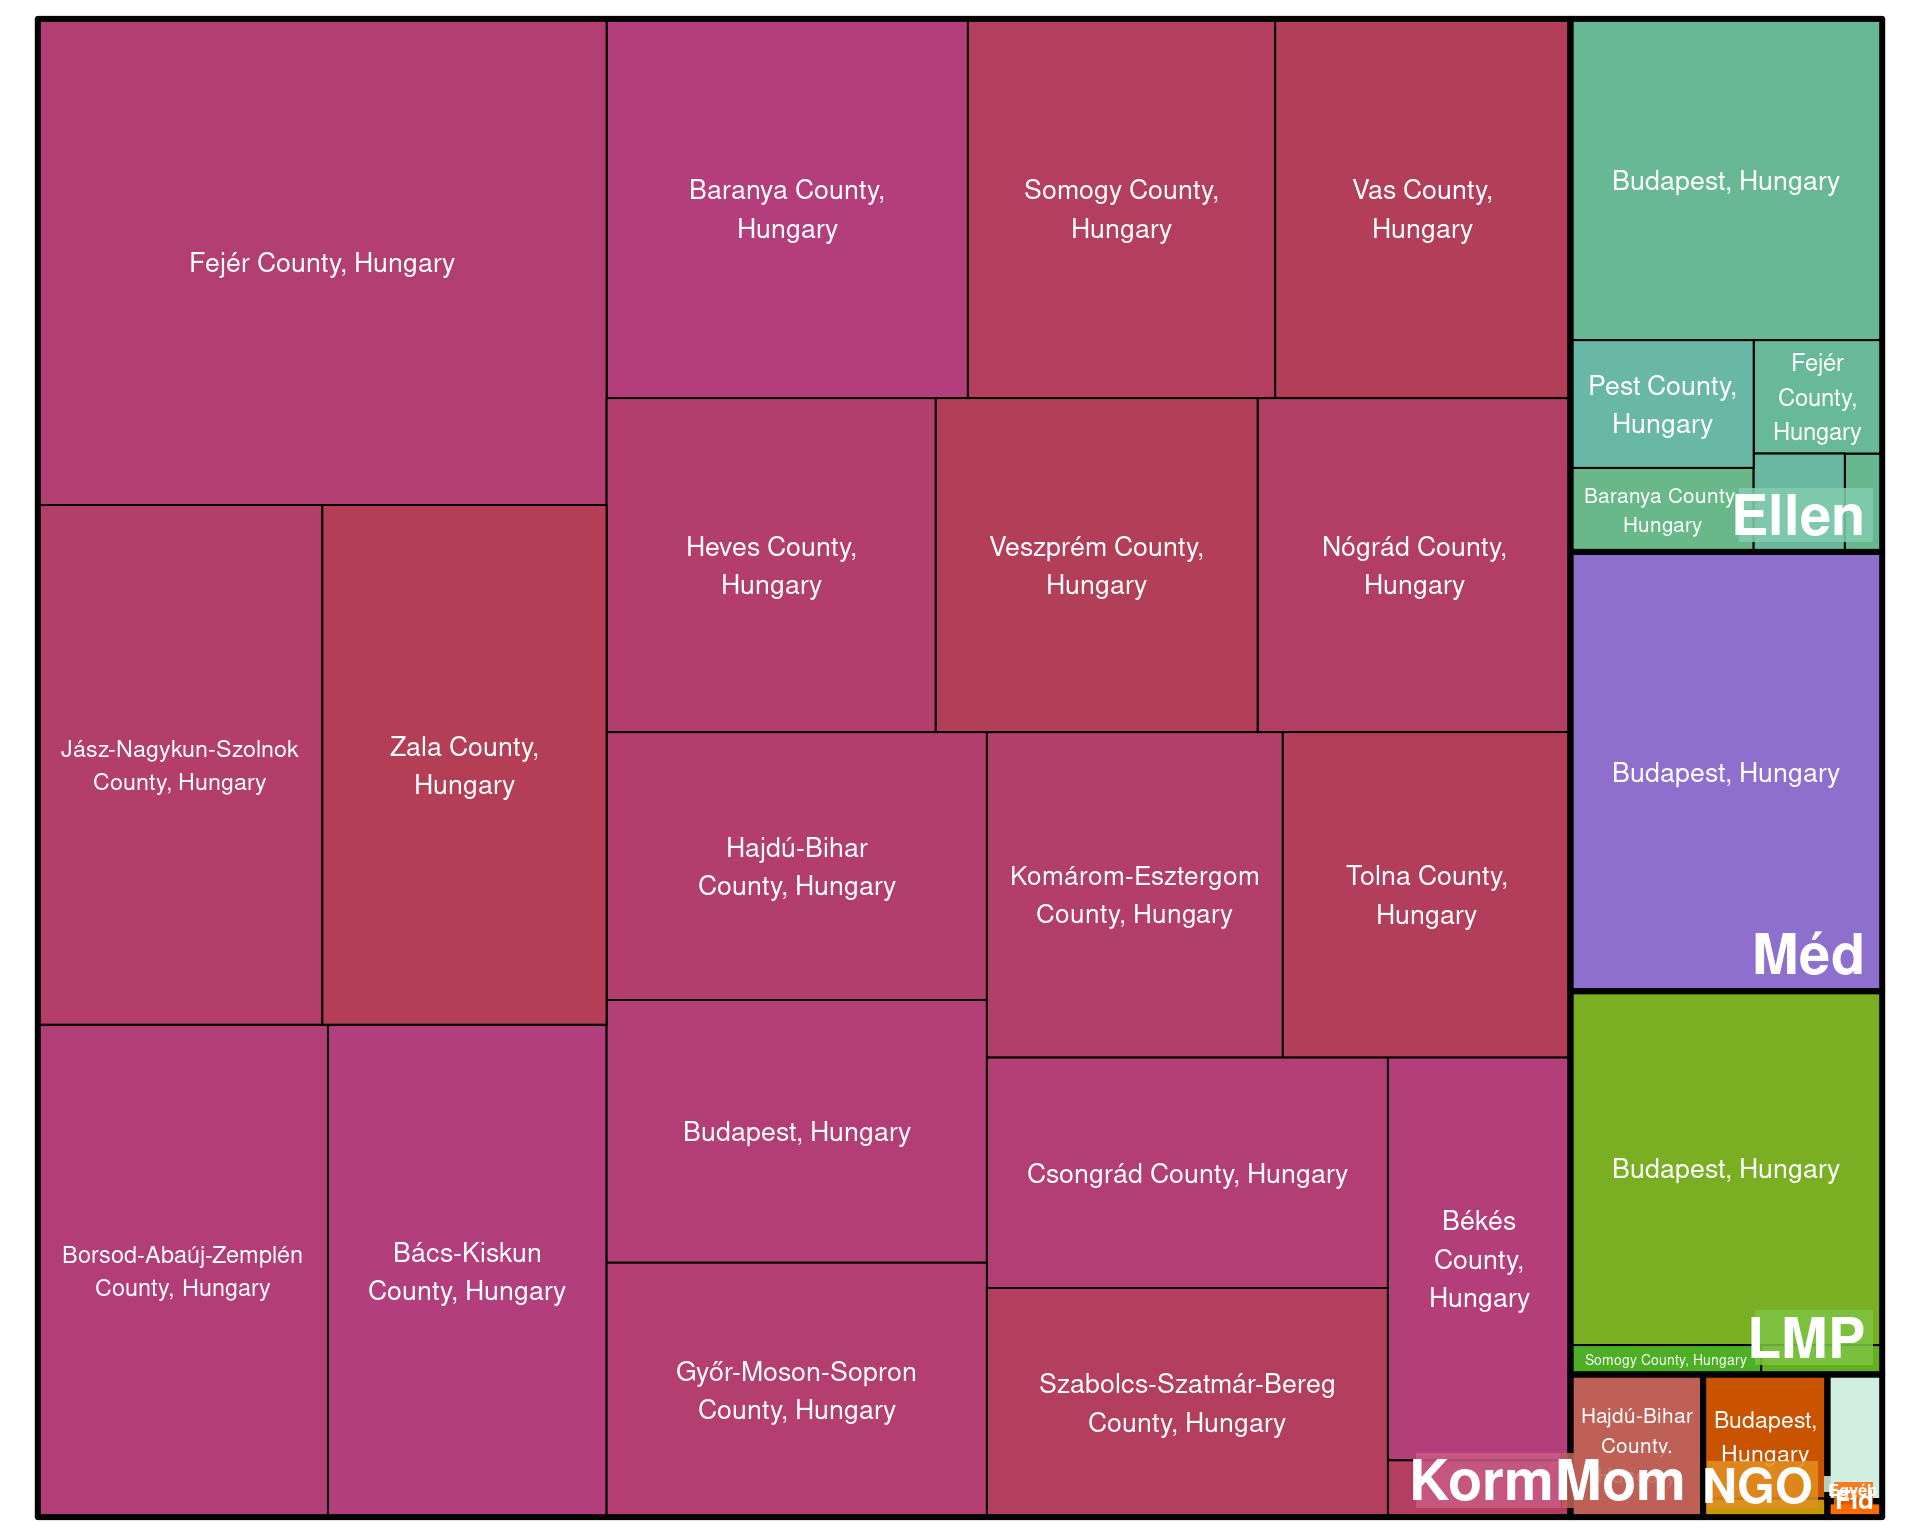 Fejér County, Hungary
Baranya County,
Hungary
Somogy County,
Hungary
Vas County,
Hungary
Budapest, Hungary
Pest County,
Hungary
Fejér
County,
Hungary
Baranya County,
Hungary
Ellen
Jász-Nagykun-Szolnok
County, Hungary
Zala County,
Hungary
Heves County,
Hungary
Veszprém County,
Hungary
Nógrád County,
Hungary
Budapest, Hungary
Méd
Hajdú-Bihar
County, Hungary
Komárom-Esztergom
County, Hungary
Tolna County,
Hungary
Budapest, Hungary
LMP
Somogy County, Hungary
Borsod-Abaúj-Zemplén
County, Hungary
Bács-Kiskun
County, Hungary
Budapest, Hungary
Csongrád County, Hungary
Békés
County,
Hungary
Győr-Moson-Sopron
County, Hungary
Szabolcs-Szatmár-Bereg
County, Hungary
Korm
Hajdú-Bihar
County,
Mom
Budapest,
Hungary
NGO
Egyéb
Fid